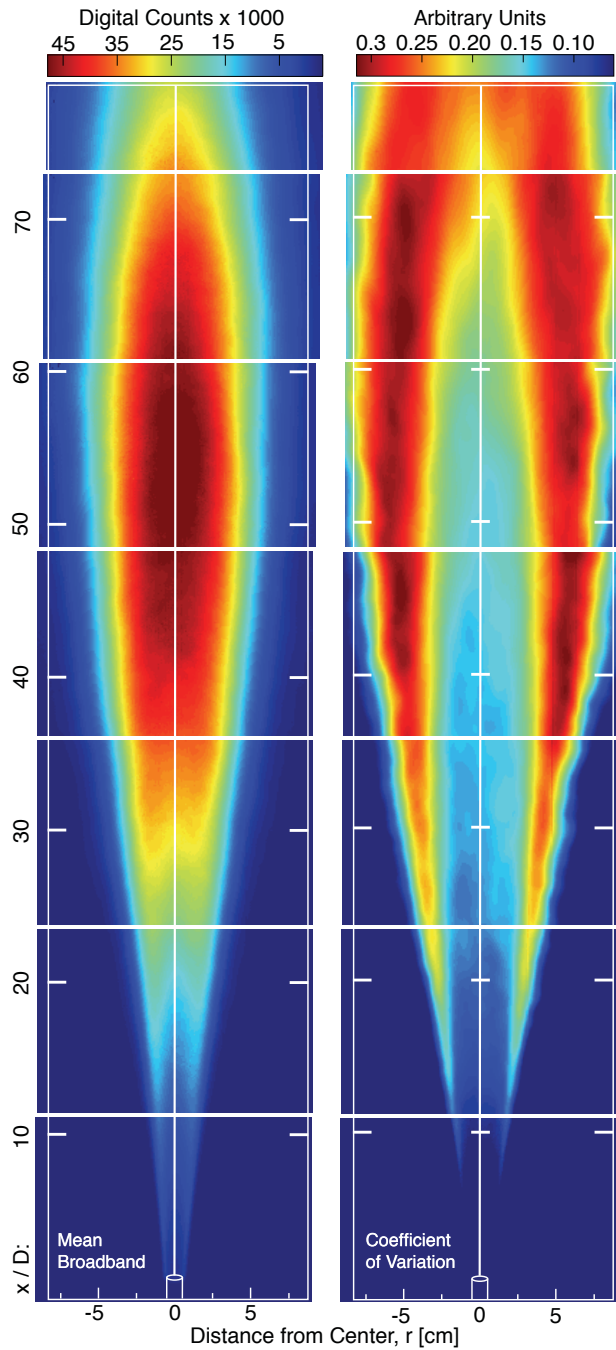 Digital Counts x 1000
Arbitrary Units
45 35 25 15 5
0.3 0.25 0.20 0.15 0.10
70
60
50
40
30
20
10
x / D:
Mean
Broadband
Coefficient
of Variation
-5 0 5
-5 0 5
Distance from Center, r [cm]